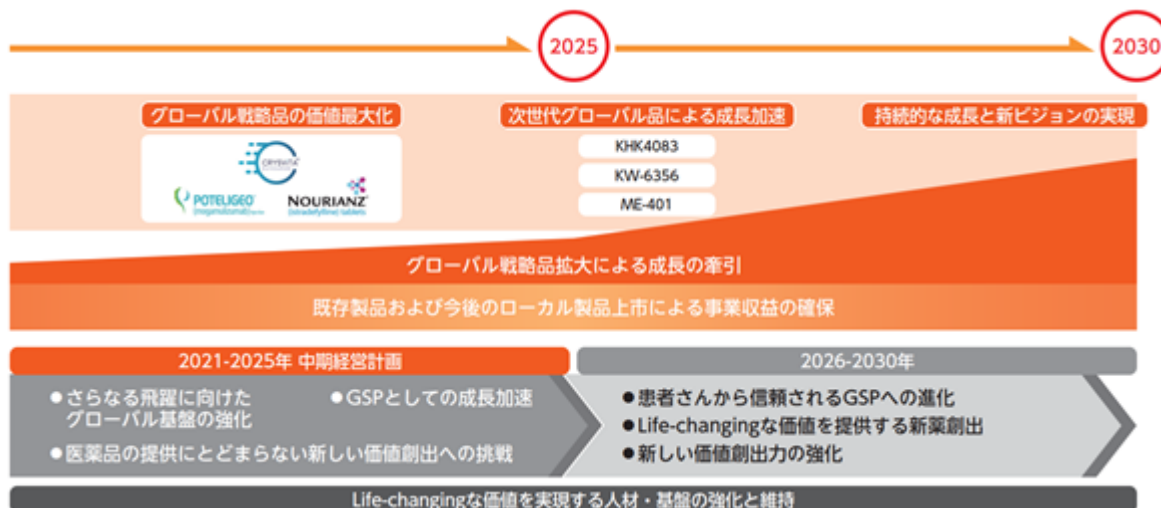 2025
2030
グローバル戦略品の価値最大化
次世代グローバル品による成長加速
持続的な成長と新ビジョンの実現
CRYSVITA
POTELIGEO
NOURIANZ
(istradefylline) tablets
KHK4083
KW-6356
ME-401
グローバル戦略品拡大による成長の牽引
既存製品および今後のローカル製品上市による事業収益の確保
2021-2025年 中期経営計画
2026-2030年
●さらなる飛躍に向けた
グローバル基盤の強化
●GSPとしての成長加速
●医薬品の提供にとどまらない新しい価値創出への挑戦
●患者さんから信頼されるGSPへの進化
●Life-changingな価値を提供する新薬創出
●新しい価値創出力の強化
Life-changingな価値を実現する人材・基盤の強化と維持